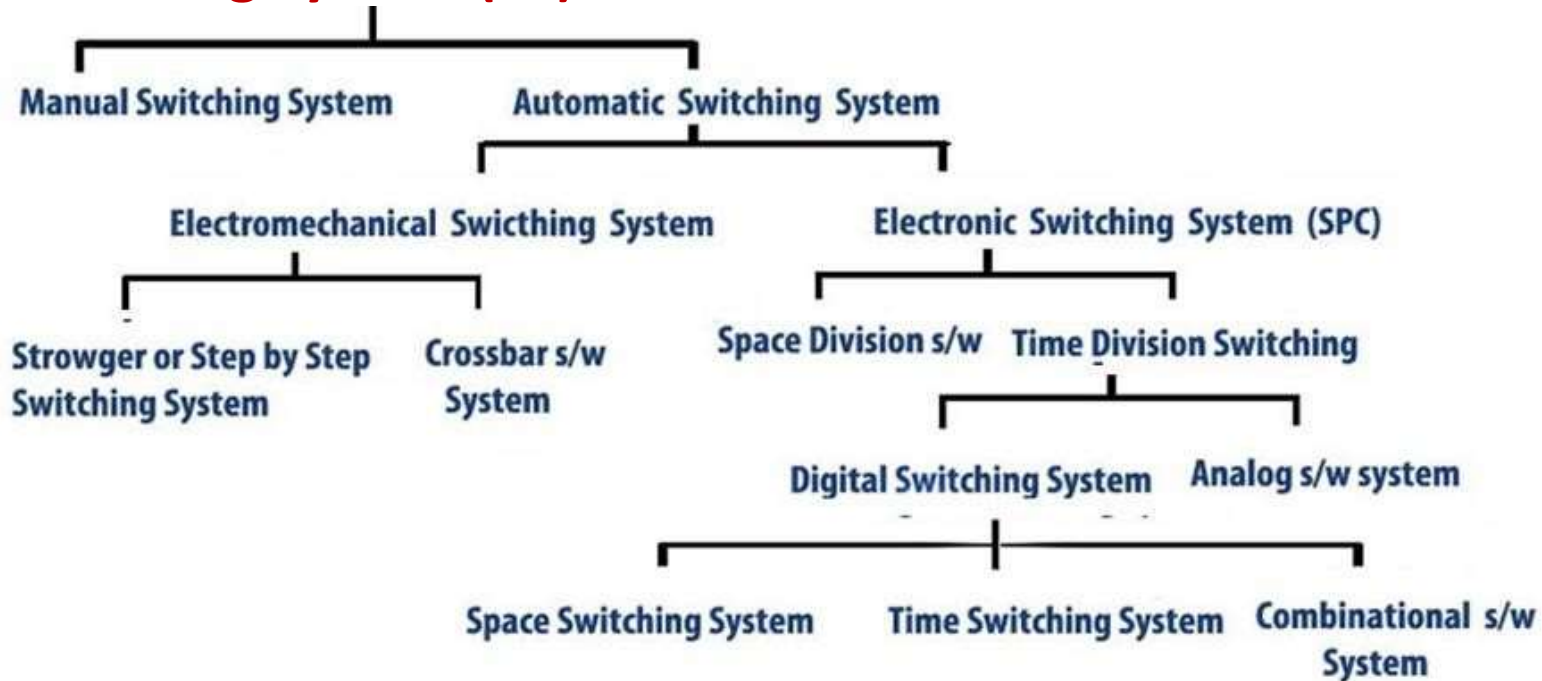 Manual Switching System
Automatic Switching System
Electromechanical Swicthing System
Electronic Switching System (SPC)
Strowger or Step by Step
Switching System
Crossbar s/w
System
Space Division s/w
Time Division Switching
Digital Switching System
Analog s/w system
Space Switching System
Time Switching System
Combinational s/w
System